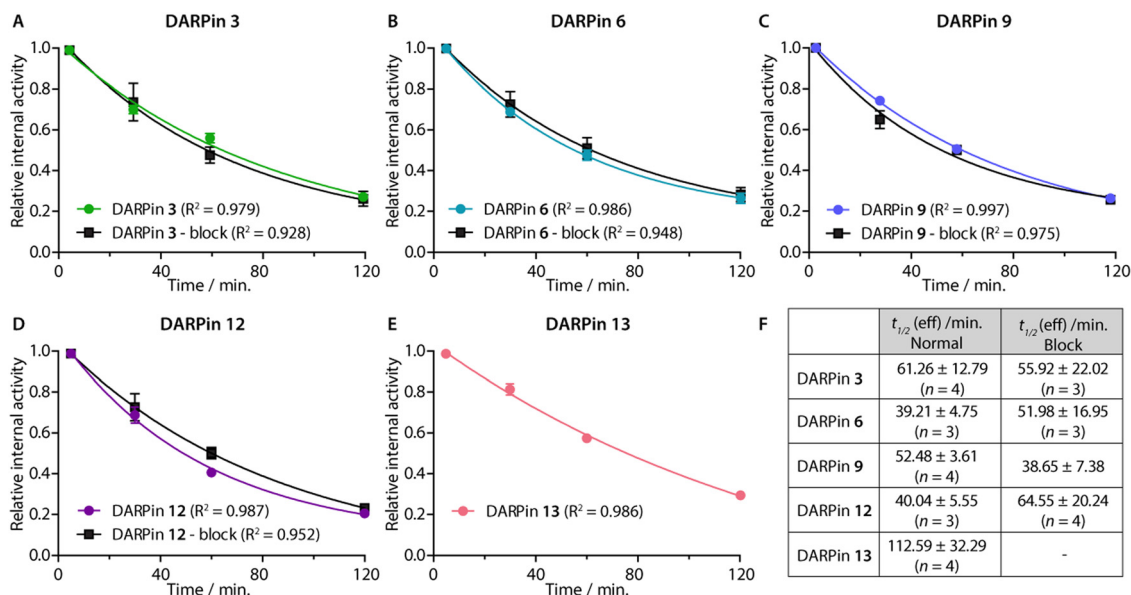 A DARPin 3
Relative internal activity
1.0
0.8
0.6
0.4
0.2
0.0
DARPin 3 (R² = 0.979)
DARPin 3 - block (R² = 0.928)
0 40 80 120
Time / min.
B DARPin 6
Relative internal activity
1.0
0.8
0.6
0.4
0.2
0.0
DARPin 6 (R² = 0.986)
DARPin 6 - block (R² = 0.948)
0 40 80 120
Time / min.
C DARPin 9
Relative internal activity
1.0
0.8
0.6
0.4
0.2
0.0
DARPin 9 (R² = 0.997)
DARPin 9 - block (R² = 0.975)
0 40 80 120
Time / min.
D DARPin 12
Relative internal activity
1.0
0.8
0.6
0.4
0.2
0.0
DARPin 12 (R² = 0.987)
DARPin 12 - block (R² = 0.952)
0 40 80 120
Time / min.
E DARPin 13
Relative internal activity
1.0
0.8
0.6
0.4
0.2
0.0
DARPin 13 (R² = 0.986)
0 40 80 120
Time / min.
F
t1/2 (eff) /min. t1/2 (eff) /min.
Normal Block
DARPin 3 61.26 ± 12.79 55.92 ± 22.02
(n = 4) (n = 3)
DARPin 6 39.21 ± 4.75 51.98 ± 16.95
(n = 3) (n = 3)
DARPin 9 52.48 ± 3.61 38.65 ± 7.38
(n = 4)
DARPin 12 40.04 ± 5.55 64.55 ± 20.24
(n = 3) (n = 4)
DARPin 13 112.59 ± 32.29 -
(n = 4)